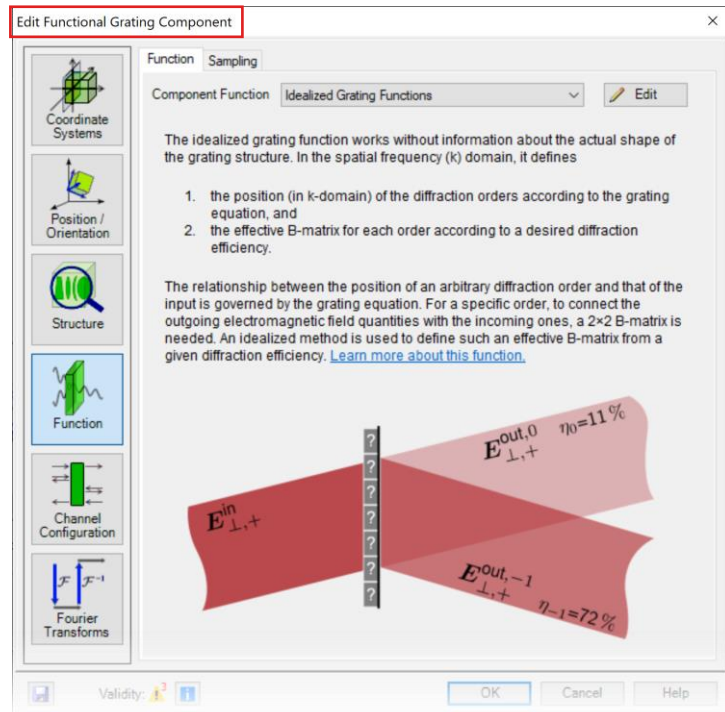 Edit Functional Grating Component
Function Sampling
Component Function Idealized Grating Functions Edit
Coordinate
Systems
Position /
Orientation
Structure
Function
Channel
Configuration
ℱ ℱ⁻¹
Fourier
Transforms
The idealized grating function works without information about the actual shape of
the grating structure. In the spatial frequency (k) domain, it defines
1. the position (in k-domain) of the diffraction orders according to the grating
equation, and
2. the effective B-matrix for each order according to a desired diffraction
efficiency.
The relationship between the position of an arbitrary diffraction order and that of the
input is governed by the grating equation. For a specific order, to connect the
outgoing electromagnetic field quantities with the incoming ones, a 2×2 B-matrix is
needed. An idealized method is used to define such an effective B-matrix from a
given diffraction efficiency. Learn more about this function.
E^in_⊥,+
?
?
?
?
?
?
?
E^out,0_⊥,+ η₀=11%
E^out,−1_⊥,+ η₋₁=72%
Validity: 3 i
OK Cancel Help